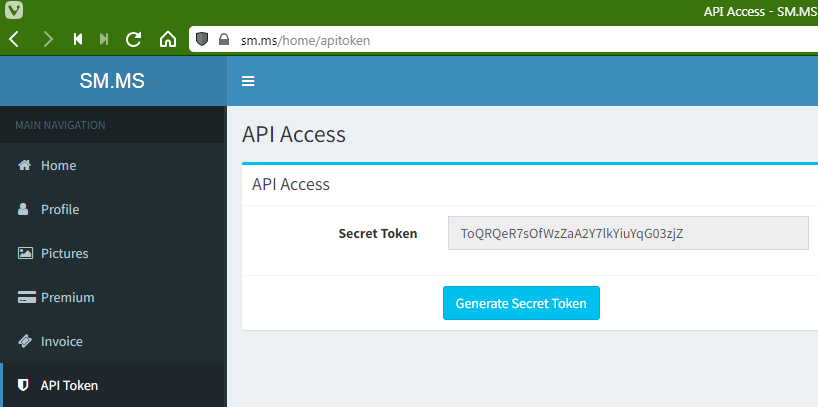 API Access - SM.MS
sm.ms/home/apitoken
SM.MS
MAIN NAVIGATION
Home
Profile
Pictures
Premium
Invoice
API Token
API Access
API Access
Secret Token
ToQRQeR7sOfWzZaA2Y7lkYiuYqG03zjZ
Generate Secret Token